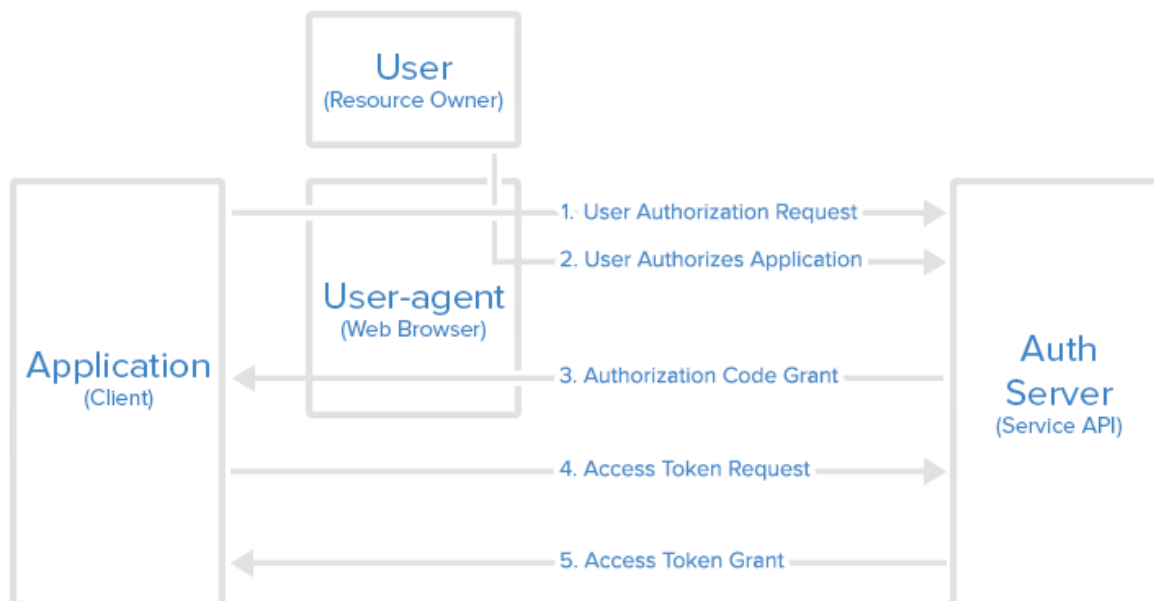 User
(Resource Owner)
1. User Authorization Request
2. User Authorizes Application
User-agent
(Web Browser)
Application
(Client)
3. Authorization Code Grant
Auth
Server
(Service API)
4. Access Token Request
5. Access Token Grant